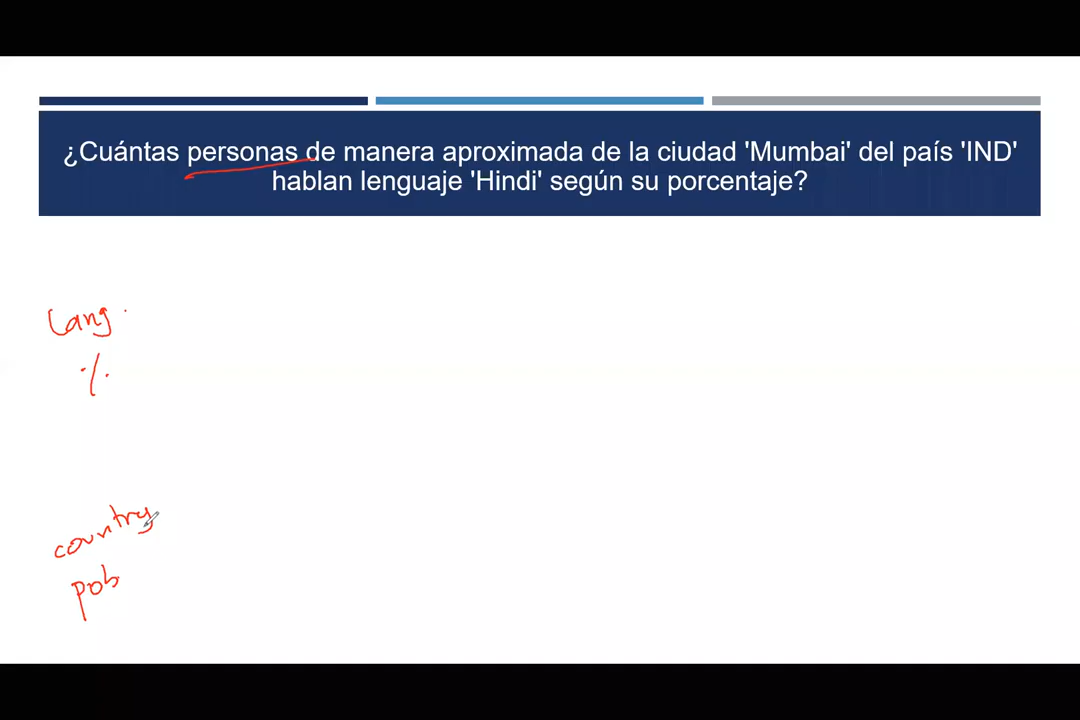 ¿Cuántas personas de manera aproximada de la ciudad 'Mumbai' del país 'IND'
hablan lenguaje 'Hindi' según su porcentaje?
Lang.
%
country
pob